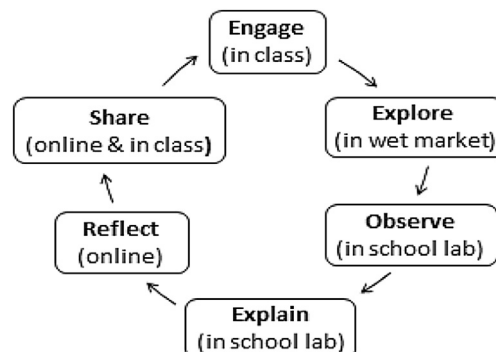 Engage
(in class)
Explore
(in wet market)
Observe
(in school lab)
Explain
(in school lab)
Reflect
(online)
Share
(online & in class)